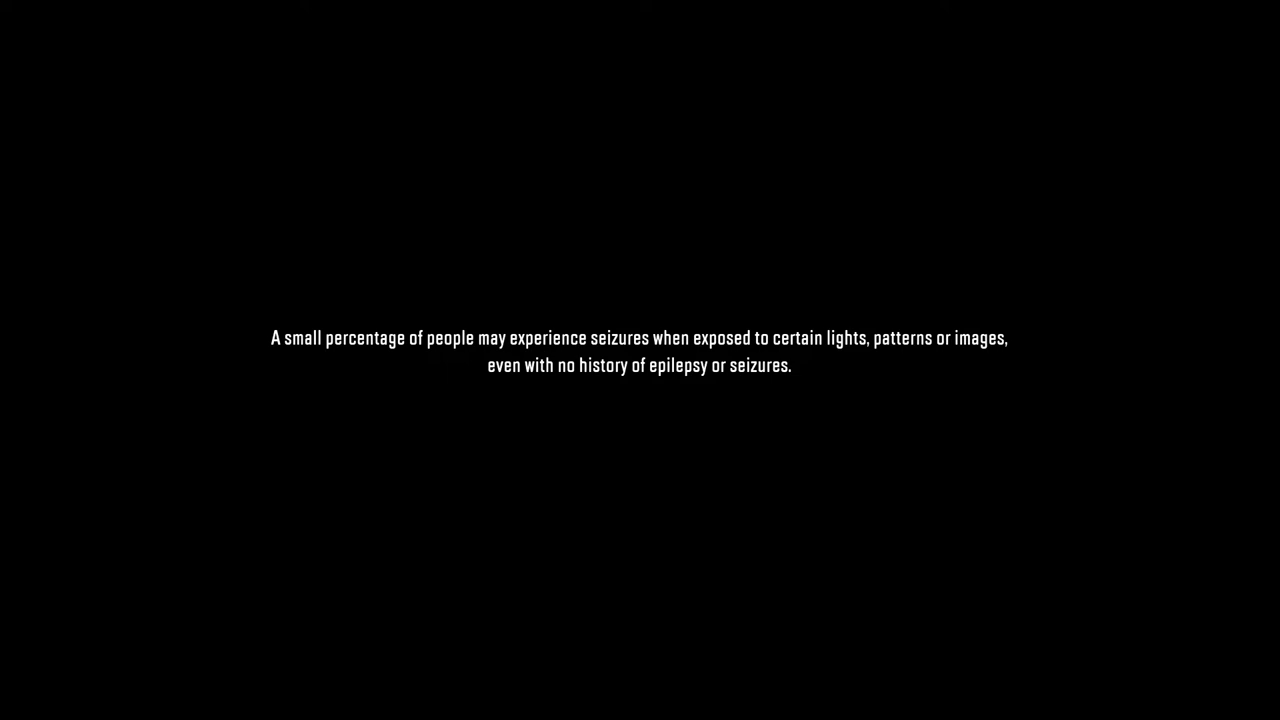 A small percentage of people may experience seizures when exposed to certain lights, patterns or images,
even with no history of epilepsy or seizures.